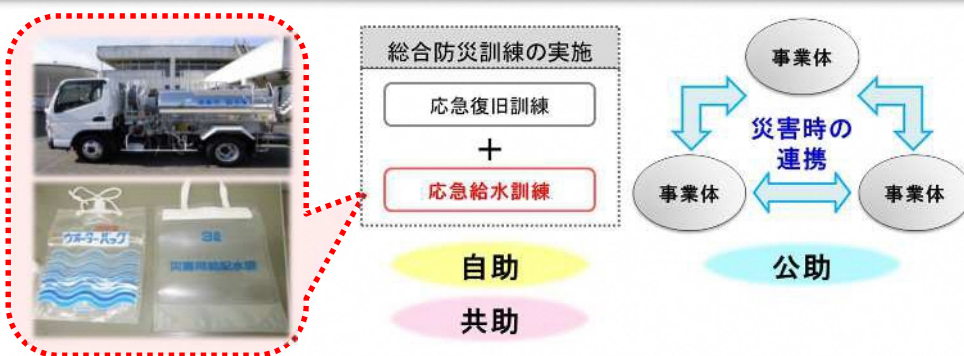 ウォーターバッグ
3ℓ
災害用給配水袋
総合防災訓練の実施
応急復旧訓練
+
応急給水訓練
自助
共助
事業体
災害時の
連携
事業体
事業体
公助